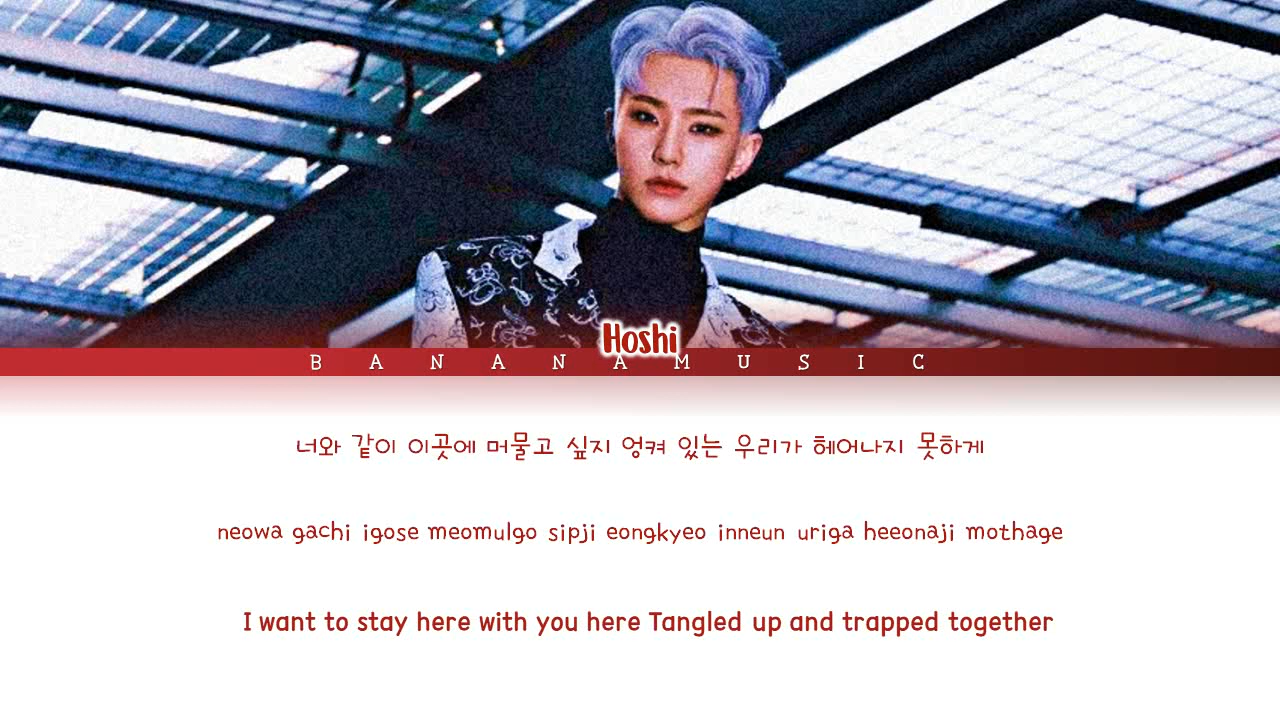 Hoshi
BANANA MUSIC
너와 같이 이곳에 머물고 싶지 엉켜 있는 우리가 헤어나지 못하게
neowa gachi igose meomulgo sipji eongkyeo inneun uriga heeonaji mothage
I want to stay here with you here Tangled up and trapped together